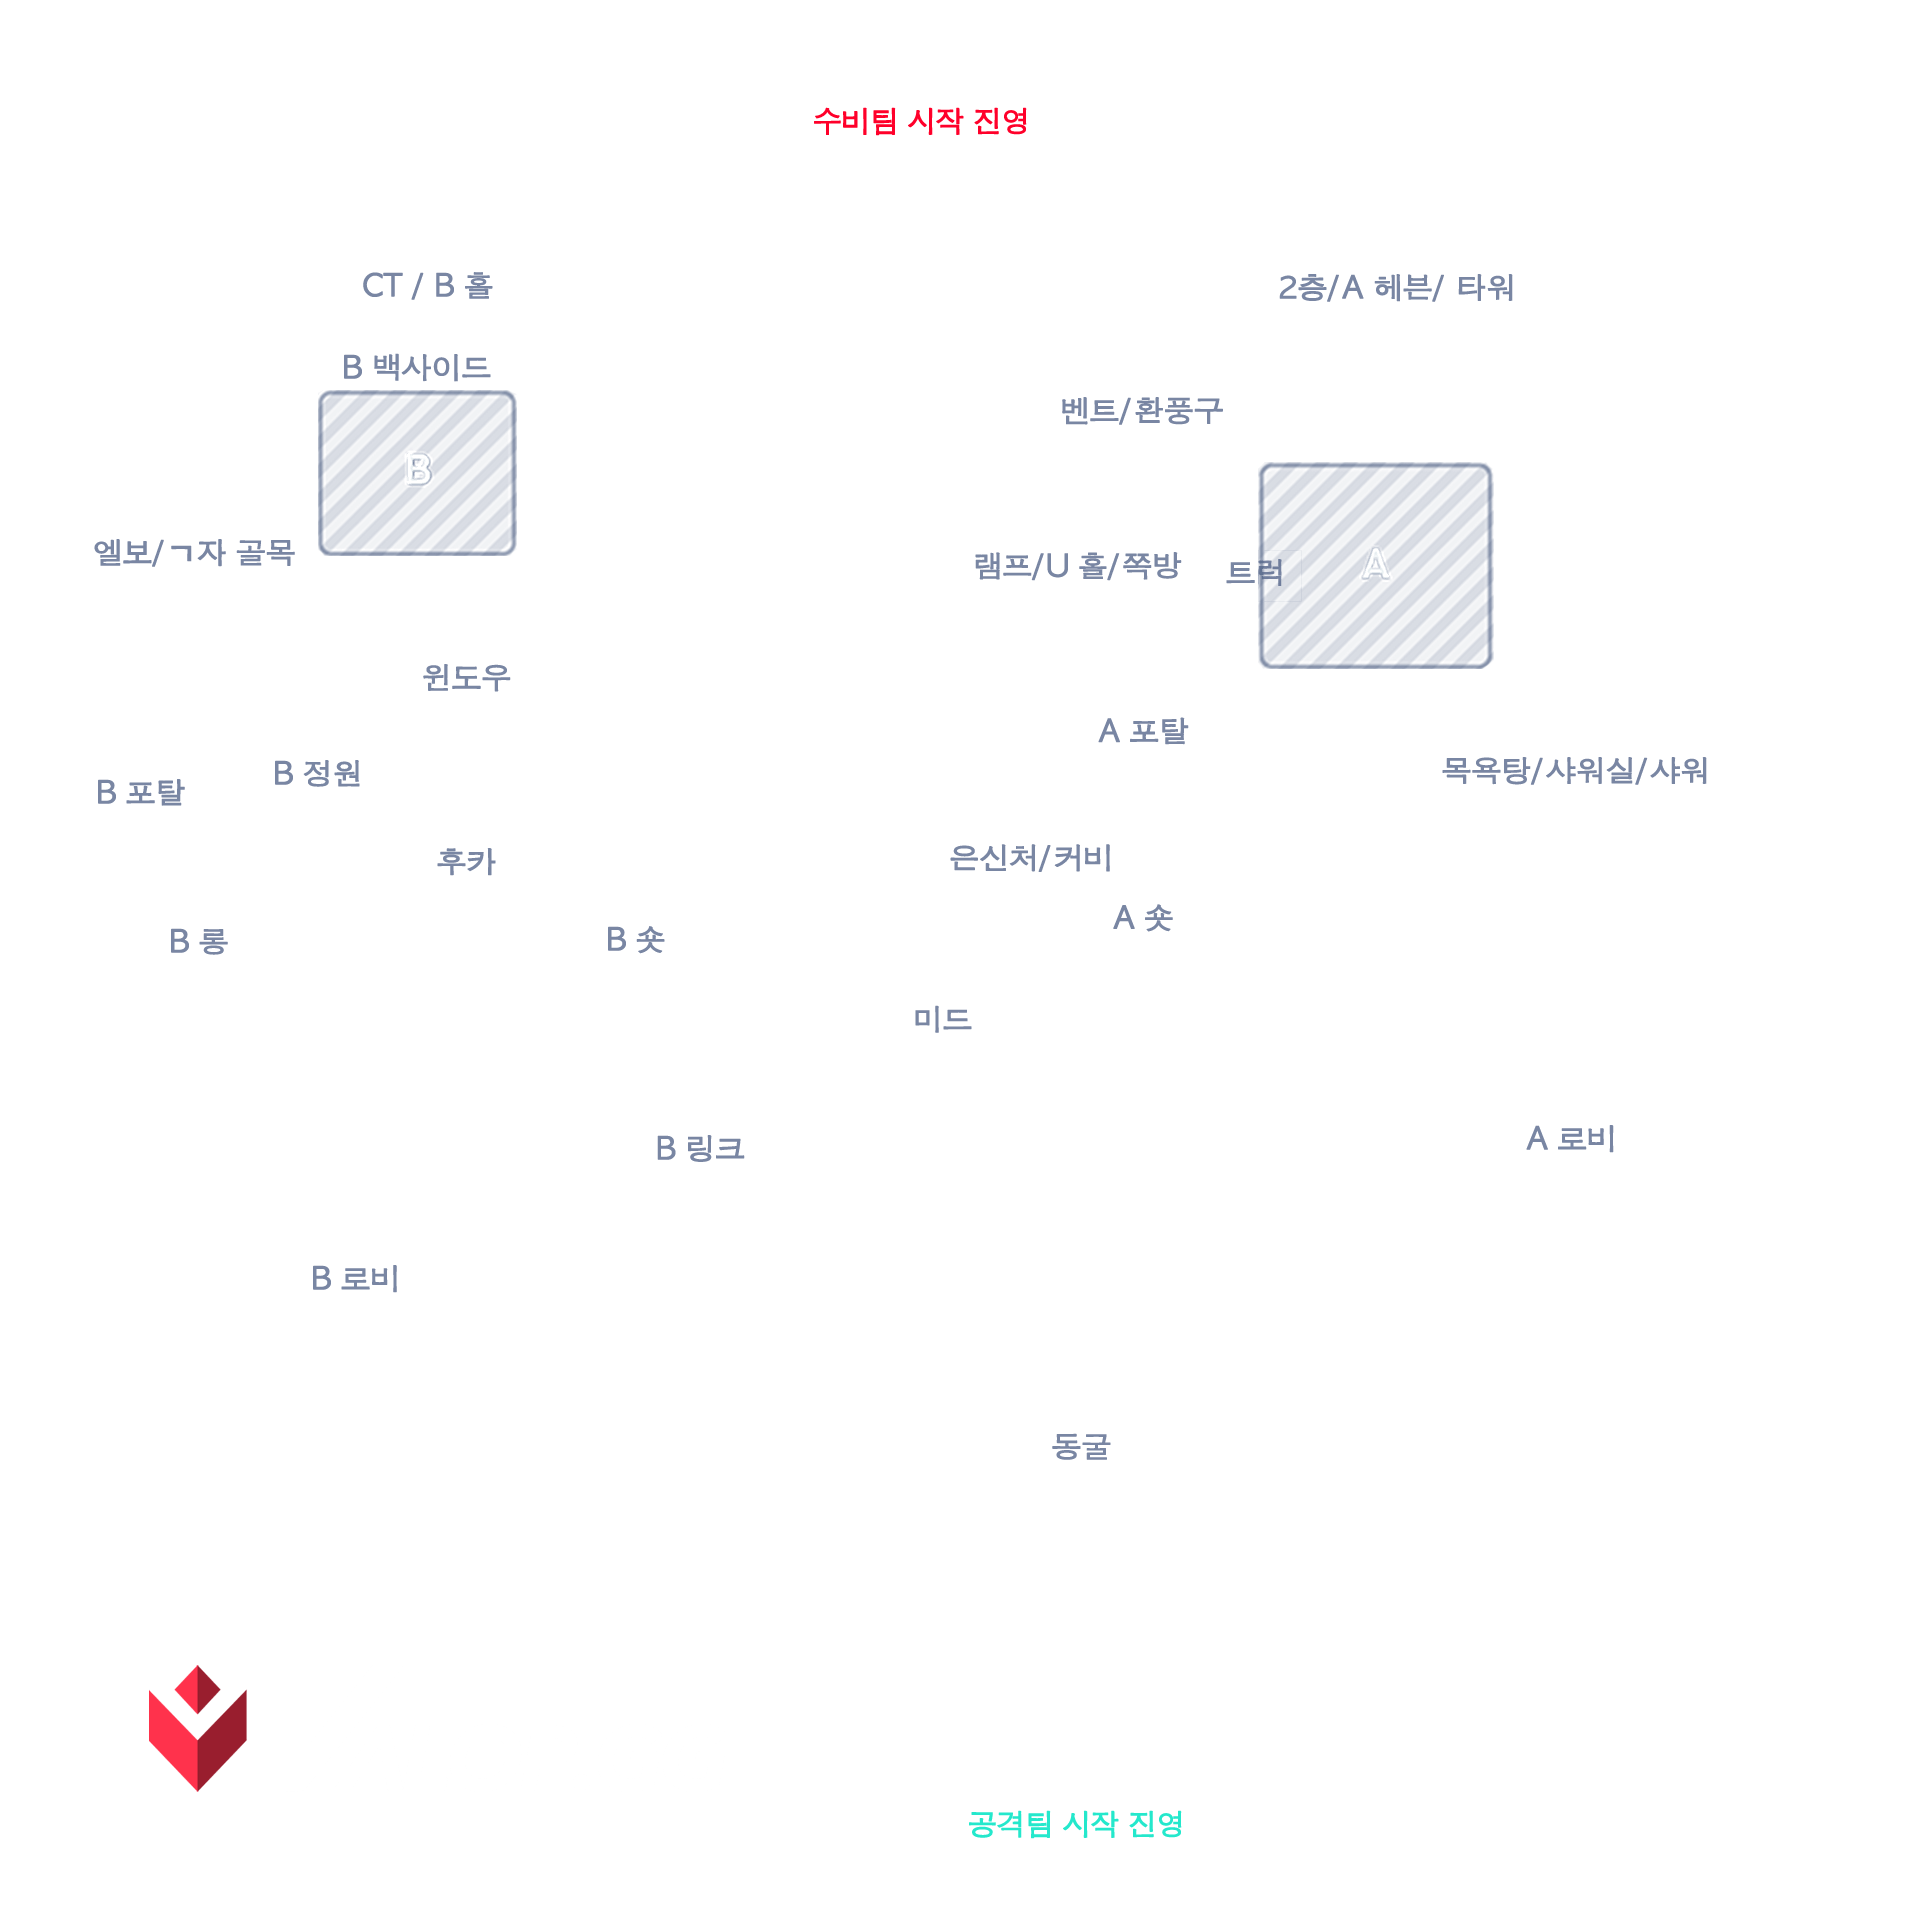 수비팀 시작 진영
CT / B 홀
2층/A 헤븐/ 타워
B 백사이드
벤트/환풍구
B
엘보/ㄱ자 골목
램프/U 홀/쪽방
트럭
A
윈도우
A 포탈
목욕탕/샤워실/샤워
B 정원
B 포탈
후카
은신처/커비
A 숏
B 롱
B 숏
미드
B 링크
A 로비
B 로비
동굴
공격팀 시작 진영